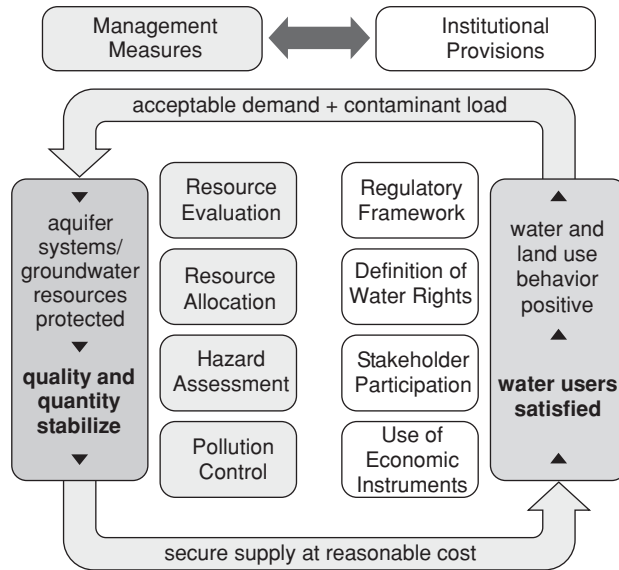 Management
Measures
Institutional
Provisions
acceptable demand + contaminant load
aquifer
systems/
groundwater
resources
protected
quality and
quantity
stabilize
Resource
Evaluation
Resource
Allocation
Hazard
Assessment
Pollution
Control
Regulatory
Framework
Definition of
Water Rights
Stakeholder
Participation
Use of
Economic
Instruments
water and
land use
behavior
positive
water users
satisfied
secure supply at reasonable cost